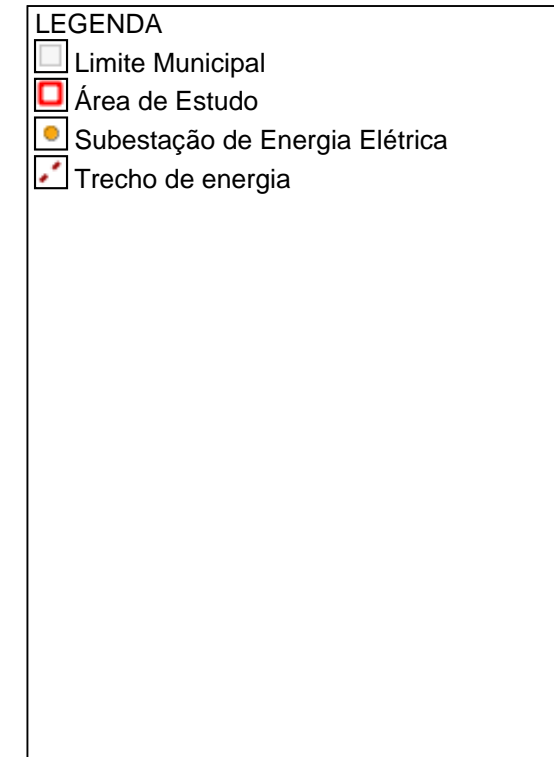 LEGENDA
Limite Municipal
Área de Estudo
Subestação de Energia Elétrica
Trecho de energia